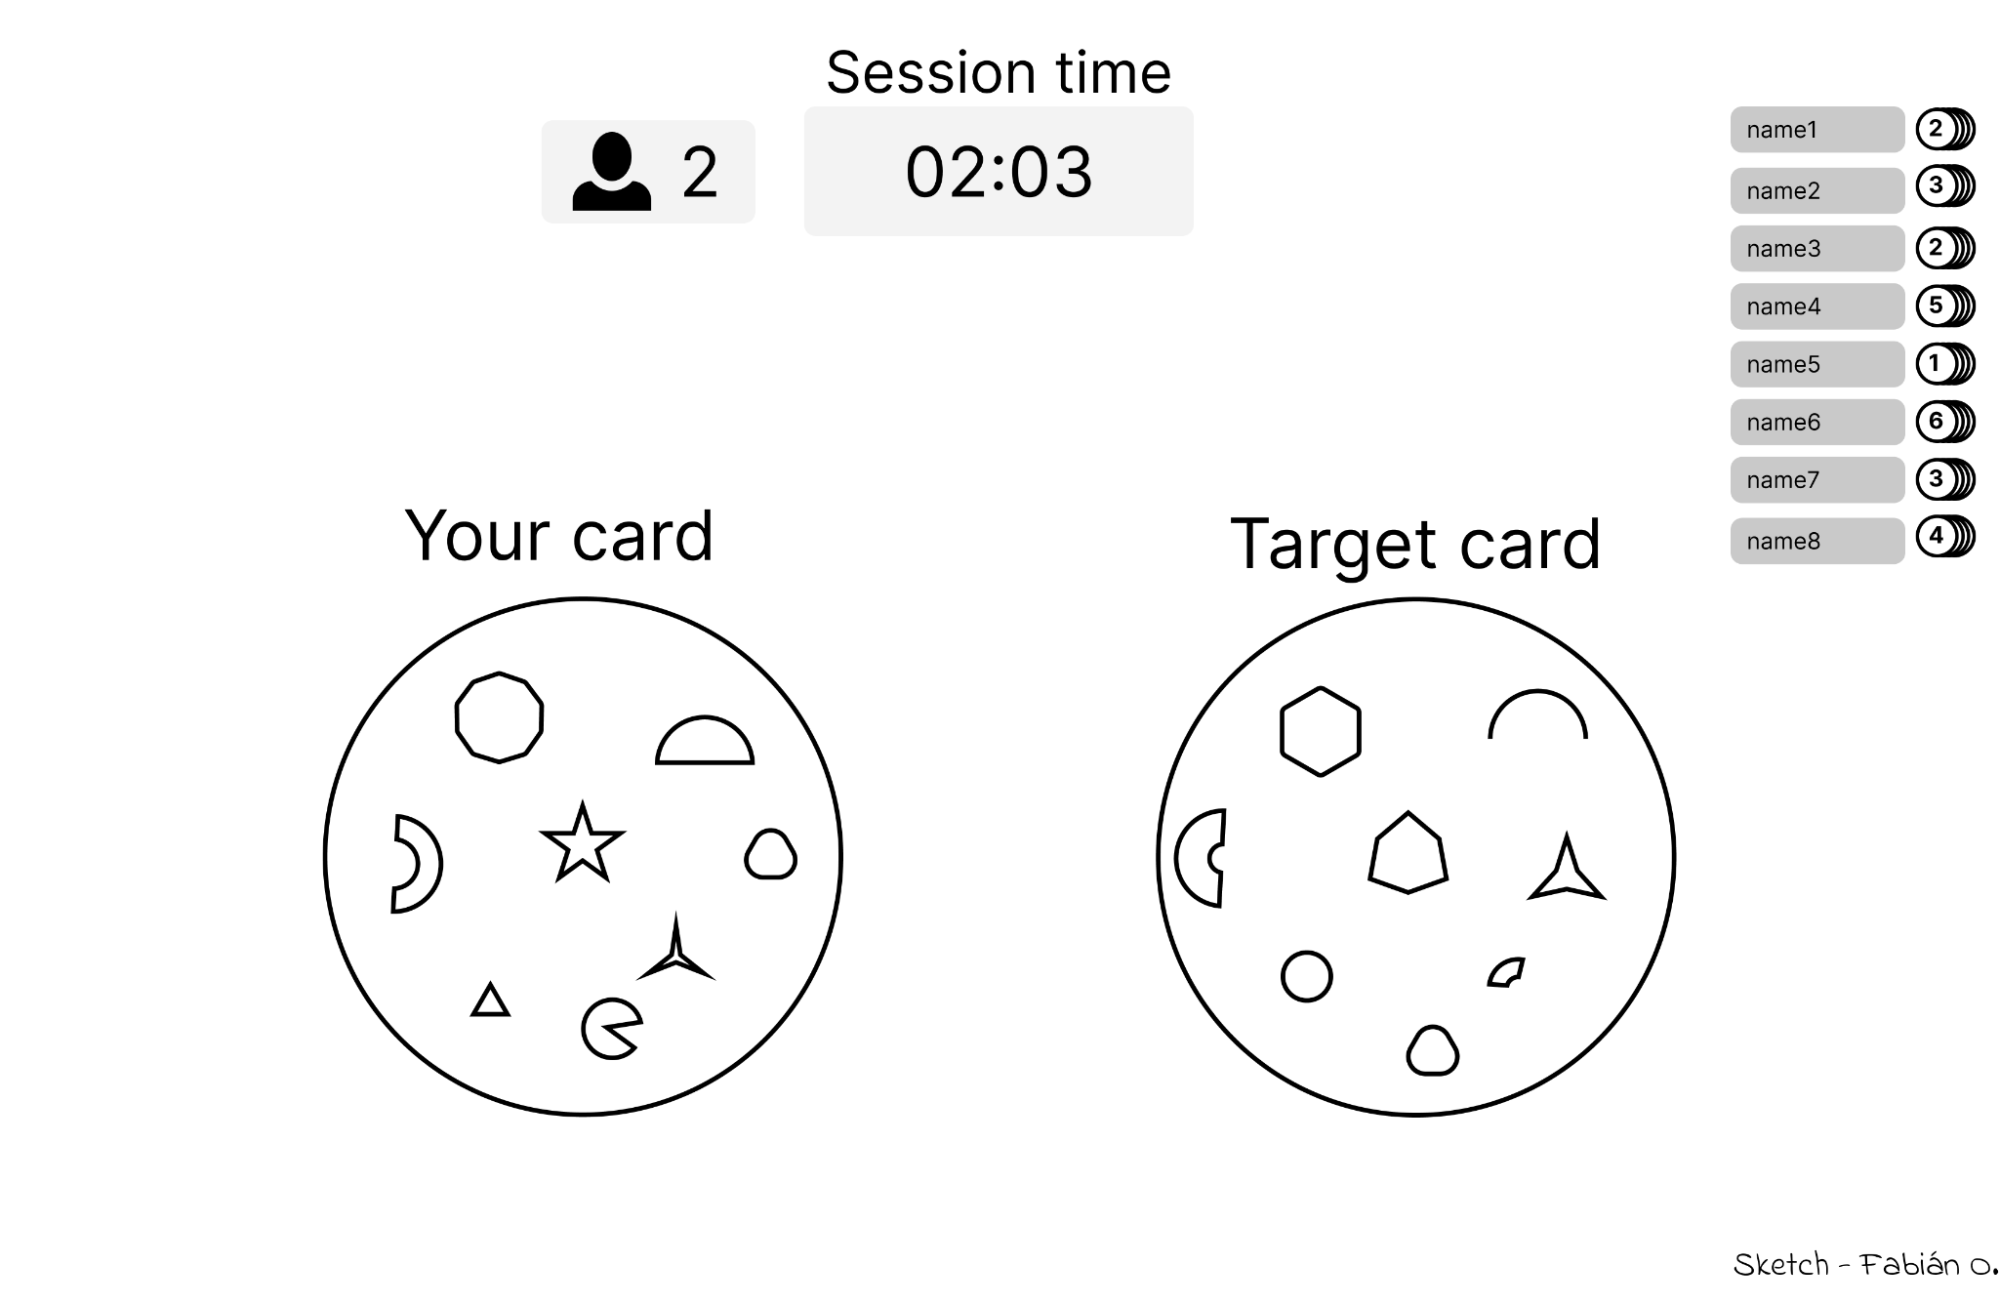 Session time
2
02:03
name1 2
name2 3
name3 2
name4 5
name5 1
name6 6
name7 3
name8 4
Your card
Target card
Sketch - Fabián O.